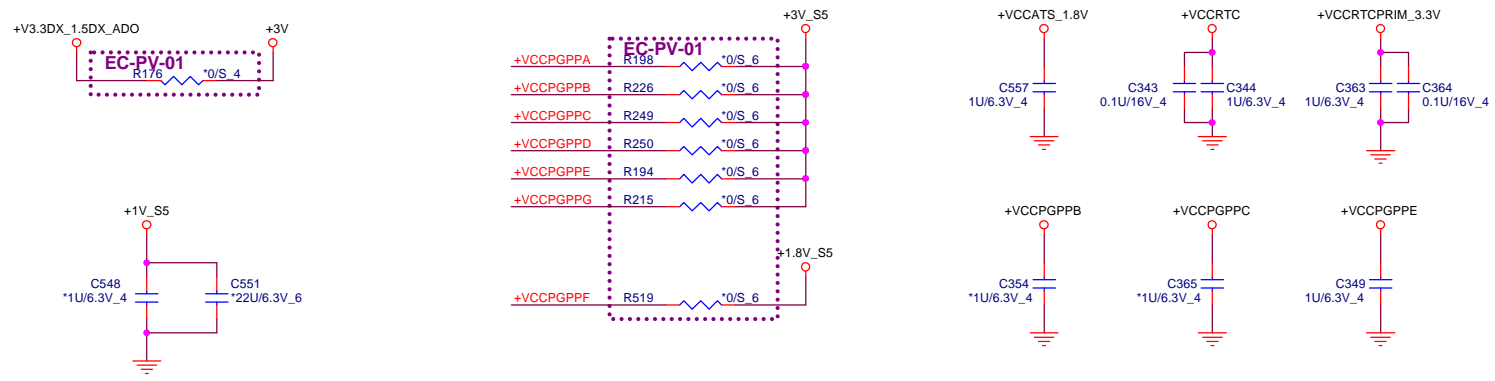 +V3.3DX_1.5DX_ADO
+3V
EC-PV-01
R176
*0/S_4
+1V_S5
C548
*1U/6.3V_4
C551
*22U/6.3V_6
+3V_S5
EC-PV-01
+VCCPGPPA R198 *0/S_6
+VCCPGPPB R226 *0/S_6
+VCCPGPPC R249 *0/S_6
+VCCPGPPD R250 *0/S_6
+VCCPGPPE R194 *0/S_6
+VCCPGPPG R215 *0/S_6
+1.8V_S5
+VCCPGPPF R519 *0/S_6
+VCCATS_1.8V
C557
1U/6.3V_4
+VCCRTC
C343
0.1U/16V_4
C344
1U/6.3V_4
+VCCRTCPRIM_3.3V
C363
1U/6.3V_4
C364
0.1U/16V_4
+VCCPGPPB
C354
*1U/6.3V_4
+VCCPGPPC
C365
*1U/6.3V_4
+VCCPGPPE
C349
1U/6.3V_4